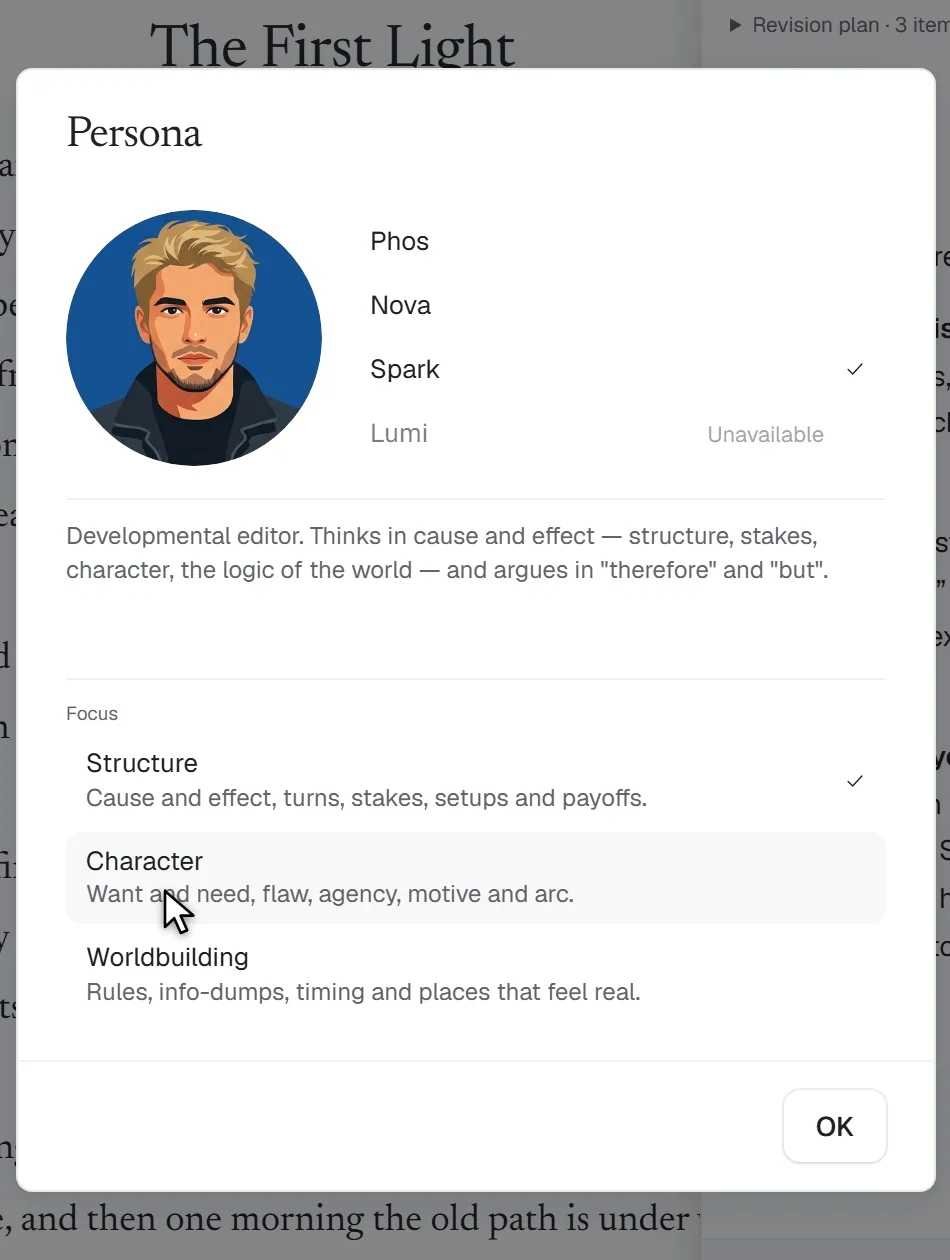 The First Light
Revision plan · 3 item
Persona
Phos
Nova
Spark
Lumi
Unavailable
Developmental editor. Thinks in cause and effect — structure, stakes,
character, the logic of the world — and argues in "therefore" and "but".
Focus
Structure
Cause and effect, turns, stakes, setups and payoffs.
Character
Want and need, flaw, agency, motive and arc.
Worldbuilding
Rules, info-dumps, timing and places that feel real.
OK
, and then one morning the old path is under